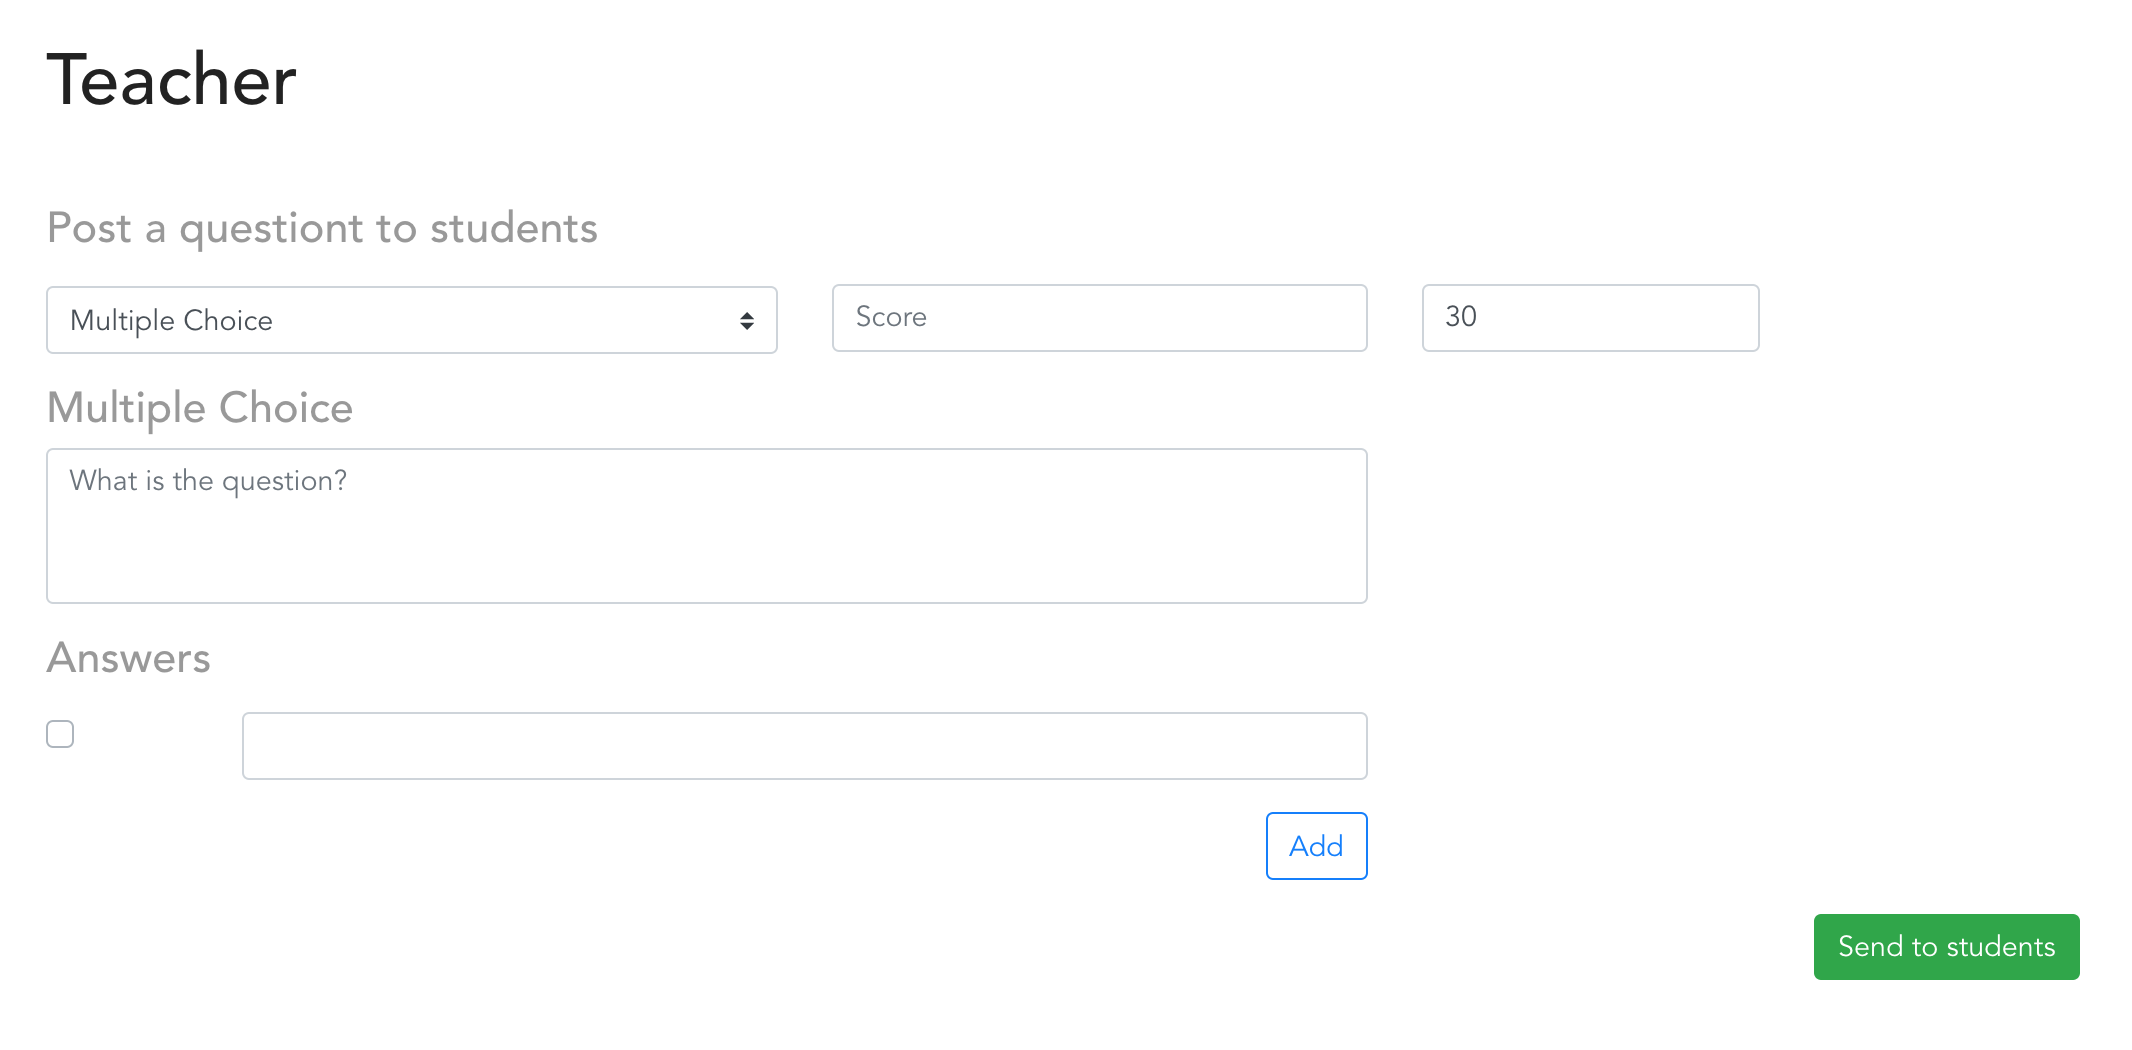 Teacher
Post a questiont to students
Multiple Choice Score 30
Multiple Choice
What is the question?
Answers
Add
Send to students